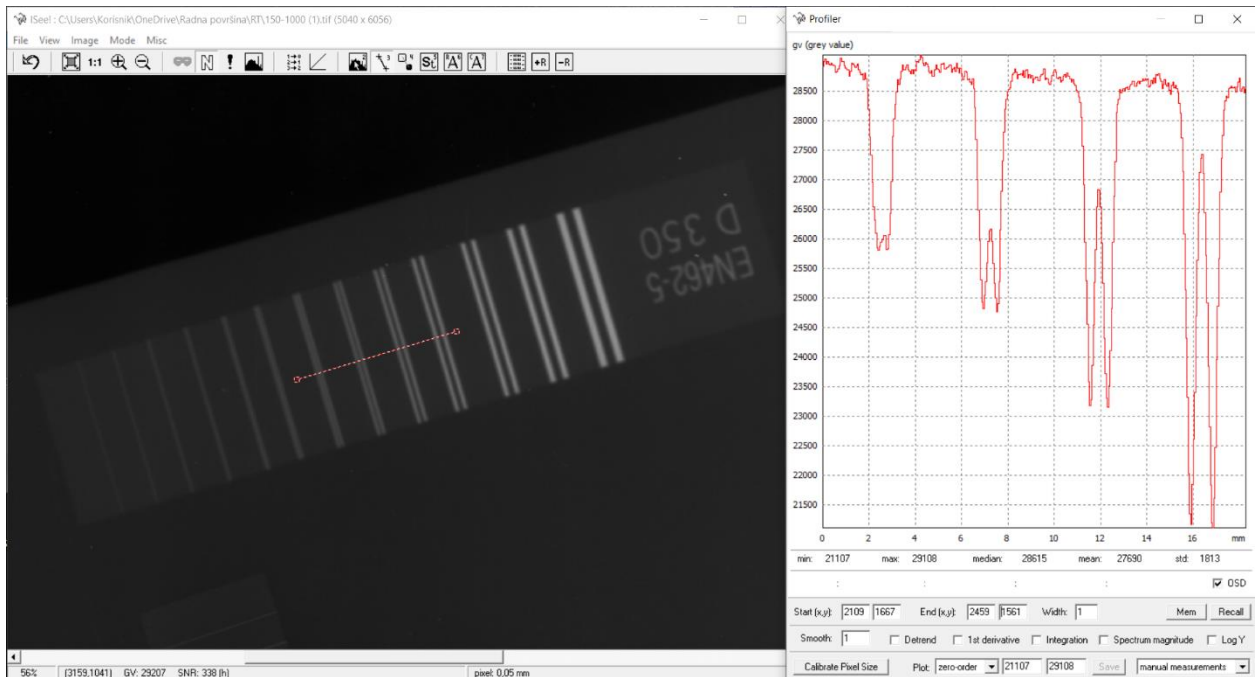 ISee! : C:\Users\Korisnik\OneDrive\Radna površina\RT\150-1000 (1).tif (5040 x 6056)
File View Image Mode Misc
1:1 N
+R -R
D 350
EN462-5
56% (3159,1041) GV: 29207 SNR: 338 (h) pixel: 0,05 mm
Profiler
gv (grey value)
28500
28000
27500
27000
26500
26000
25500
25000
24500
24000
23500
23000
22500
22000
21500
0 2 4 6 8 10 12 14 16 mm
min: 21107 max: 29108 median: 28615 mean: 27690 std: 1813
: : : : OSD
Start (x,y): 2109 1667 End (x,y): 2459 1561 Width: 1 Mem Recall
Smooth: 1 Detrend 1st derivative Integration Spectrum magnitude Log Y
Calibrate Pixel Size Plot: zero-order 21107 29108 Save manual measurements